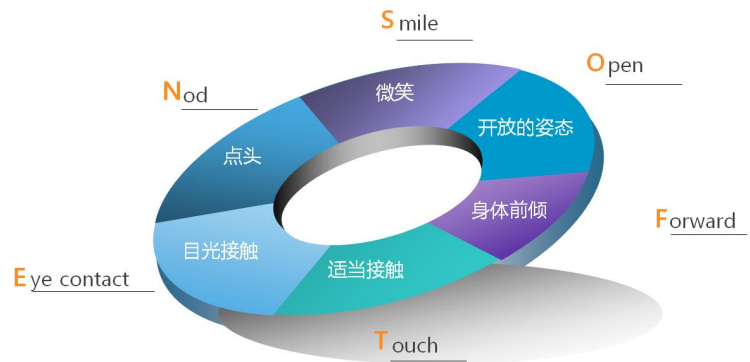 Smile
Open
Nod
微笑
开放的姿态
点头
身体前倾
Forward
目光接触
适当接触
Eye contact
Touch